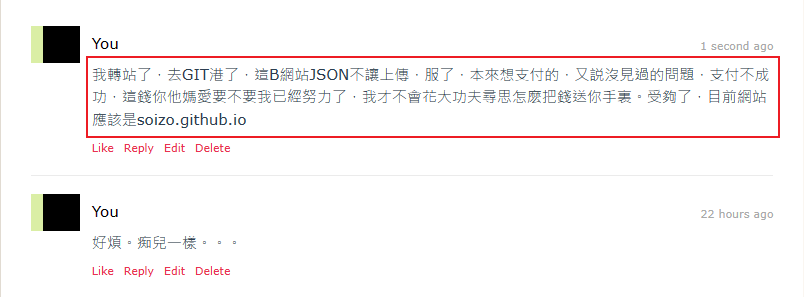 You
1 second ago
我轉站了，去GIT港了，這B網站JSON不讓上傳，服了，本來想支付的，又説沒見過的問題，支付不成
功，這錢你他媽愛要不要我已經努力了，我才不會花大功夫尋思怎麽把錢送你手裏。受夠了，目前網站
應該是soizo.github.io
Like Reply Edit Delete
You
22 hours ago
好煩。痴兒一樣。。。
Like Reply Edit Delete